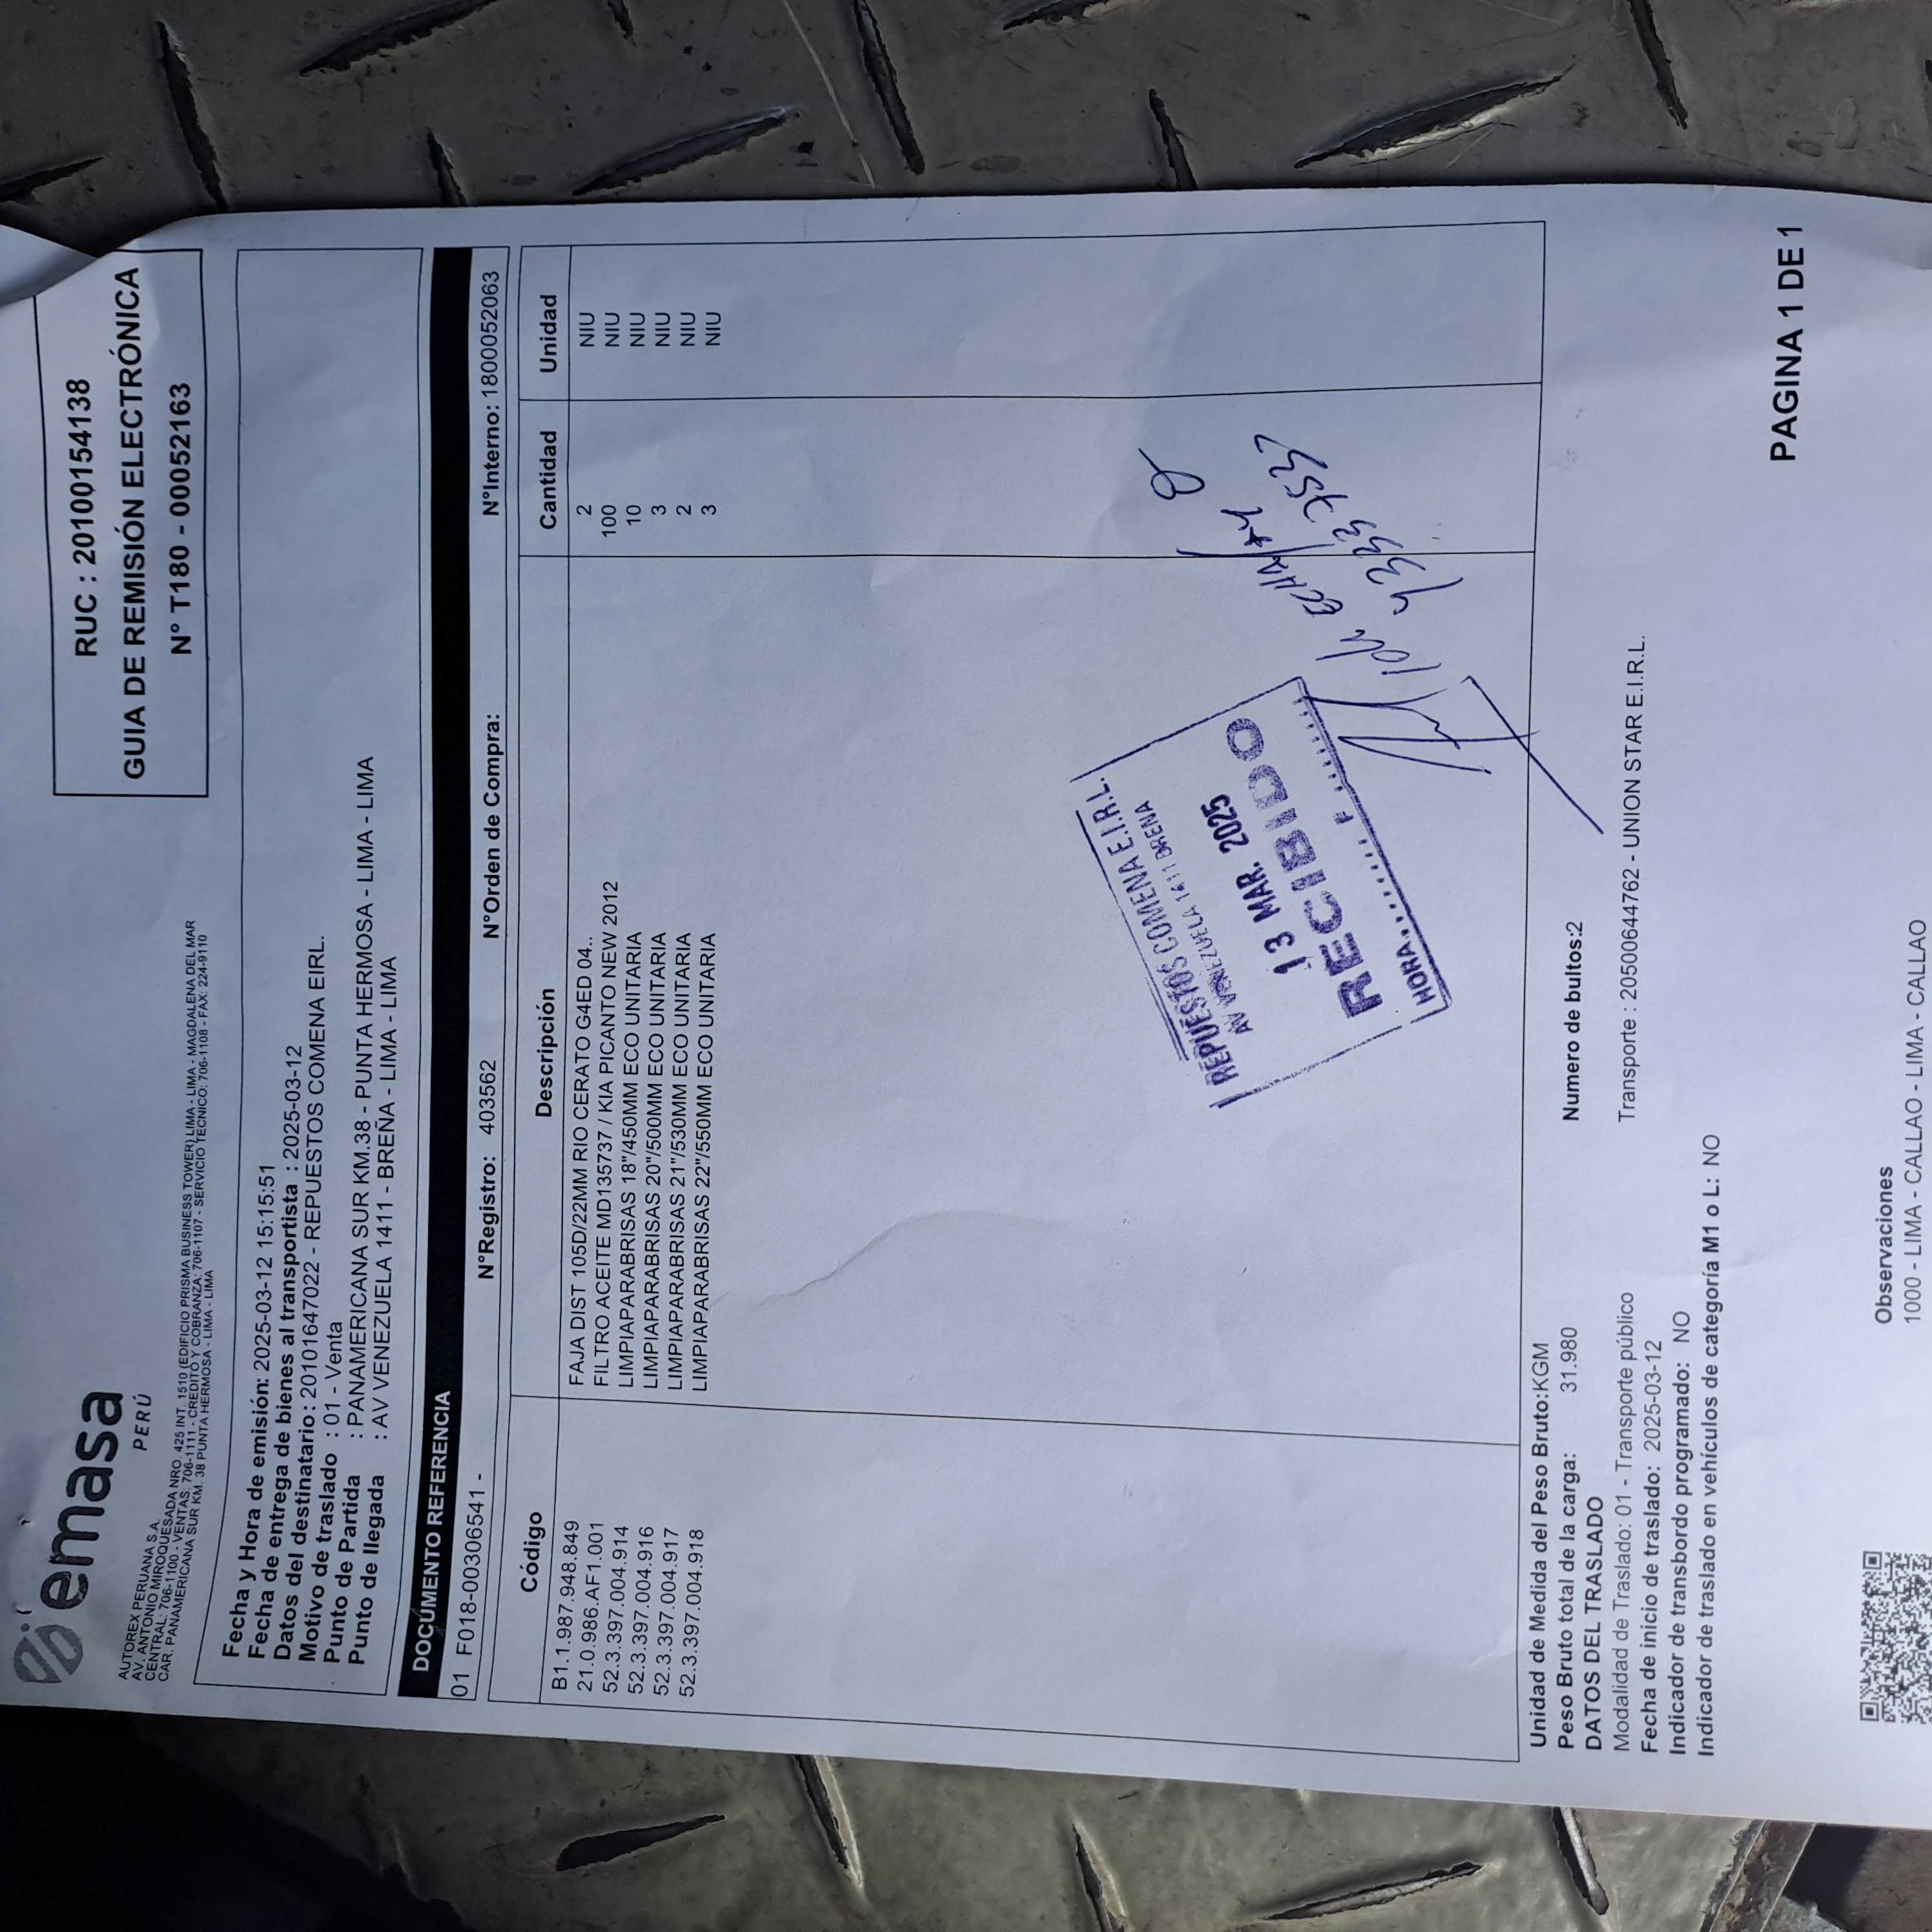 emasa
PERÚ
AUTOREX PERUANA S.A.
AV. ANTONIO MIROQUESADA NRO. 425 INT. 1510 (EDIFICIO PRISMA BUSINESS TOWER) LIMA - LIMA - MAGDALENA DEL MAR
CENTRAL: 706-1100 - VENTAS: 706-1111 - CREDITO Y COBRANZA: 706-1107 - SERVICIO TECNICO: 706-1108 - FAX: 224-9110
CAR. PANAMERICANA SUR KM. 38 PUNTA HERMOSA - LIMA - LIMA
RUC : 20100154138
GUIA DE REMISIÓN ELECTRÓNICA
N° T180 - 00052163
Fecha y Hora de emisión: 2025-03-12 15:15:51
Fecha de entrega de bienes al transportista : 2025-03-12
Datos del destinatario : 20101647022 - REPUESTOS COMENA EIRL.
Motivo de traslado : 01 - Venta
Punto de Partida : PANAMERICANA SUR KM.38 - PUNTA HERMOSA - LIMA - LIMA
Punto de llegada : AV VENEZUELA 1411 - BREÑA - LIMA - LIMA
DOCUMENTO REFERENCIA
01 F018-00306541 -
N°Registro: 403562 N°Orden de Compra: N°Interno: 1800052063
Código Descripción Cantidad Unidad
B1.1.987.948.849 FAJA DIST 105D/22MM RIO CERATO G4ED 04.. 2 NIU
21.0.986.AF1.001 FILTRO ACEITE MD135737 / KIA PICANTO NEW 2012 100 NIU
52.3.397.004.914 LIMPIAPARABRISAS 18"/450MM ECO UNITARIA 10 NIU
52.3.397.004.916 LIMPIAPARABRISAS 20"/500MM ECO UNITARIA 3 NIU
52.3.397.004.917 LIMPIAPARABRISAS 21"/530MM ECO UNITARIA 2 NIU
52.3.397.004.918 LIMPIAPARABRISAS 22"/550MM ECO UNITARIA 3 NIU
REPUESTOS COMENA E.I.R.L.
AV VENEZUELA 1411 BREÑA
13 MAR. 2025
RECIBIDO
HORA.............. F.........
Unidad de Medida del Peso Bruto:KGM
Peso Bruto total de la carga: 31.980 Numero de bultos:2
DATOS DEL TRASLADO
Modalidad de Traslado: 01 - Transporte público Transporte : 20500644762 - UNION STAR E.I.R.L.
Fecha de inicio de traslado: 2025-03-12
Indicador de transbordo programado: NO
Indicador de traslado en vehículos de categoría M1 o L: NO
PAGINA 1 DE 1
Observaciones
1000 - LIMA - CALLAO - LIMA - CALLAO